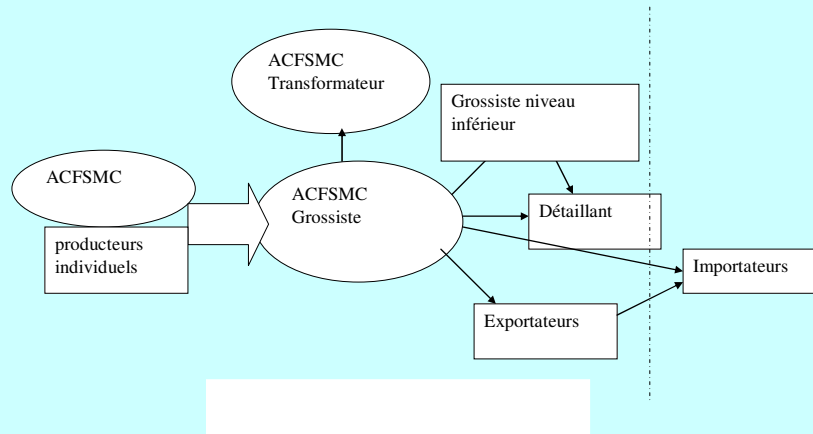 ACFSMC
Transformateur
Grossiste niveau
inférieur
ACFSMC
ACFSMC
Grossiste
Détaillant
producteurs
individuels
Importateurs
Exportateurs